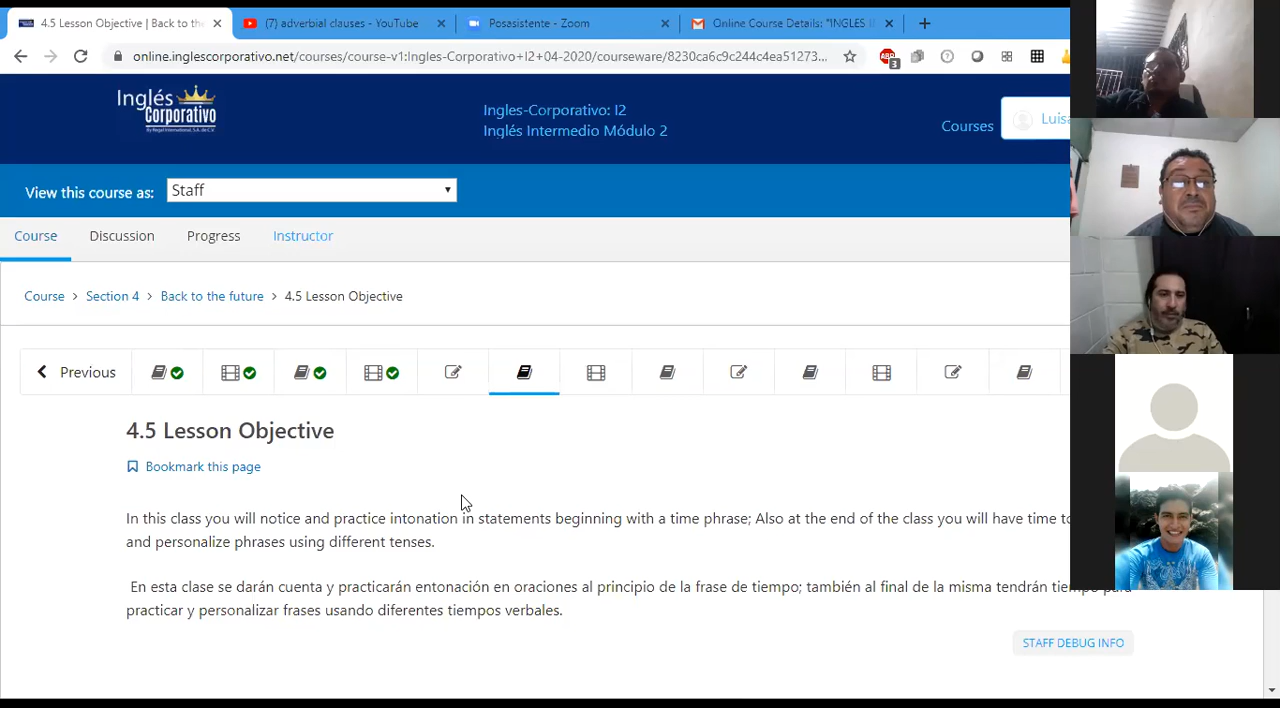 4.5 Lesson Objective | Back to the
(7) adverbial clauses - YouTube
Posasistente - Zoom
Online Course Details: "INGLES I
online.inglescorporativo.net/courses/course-v1:Ingles-Corporativo+I2+04-2020/courseware/8230ca6c9c244c4ea51273...
3
Inglés
Corporativo
By Regal International, S.A. de C.V.
Ingles-Corporativo: I2
Inglés Intermedio Módulo 2
Courses
Luisa
View this course as:
Staff
Course
Discussion
Progress
Instructor
Course > Section 4 > Back to the future > 4.5 Lesson Objective
Previous
4.5 Lesson Objective
Bookmark this page
In this class you will notice and practice intonation in statements beginning with a time phrase; Also at the end of the class you will have time to
and personalize phrases using different tenses.
En esta clase se darán cuenta y practicarán entonación en oraciones al principio de la frase de tiempo; también al final de la misma tendrán tiempo para
practicar y personalizar frases usando diferentes tiempos verbales.
STAFF DEBUG INFO